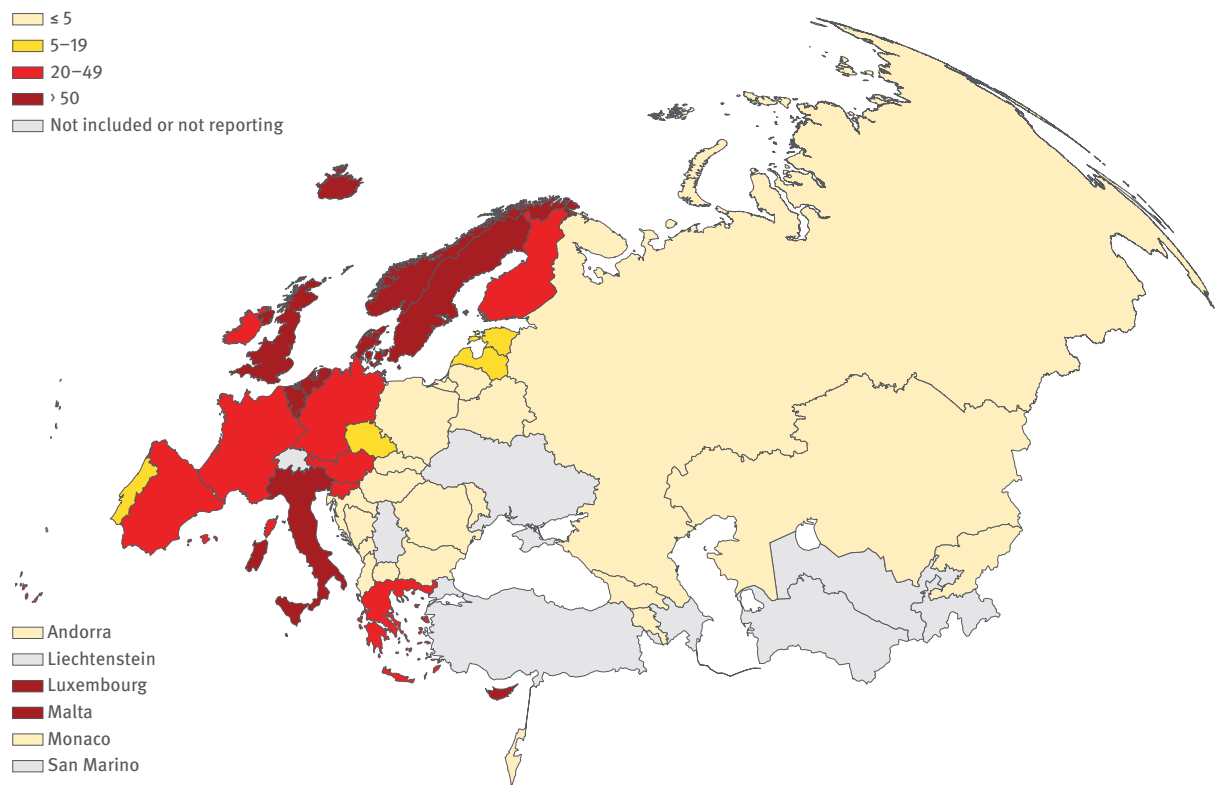 ≤ 5
5–19
20–49
› 50
Not included or not reporting
Andorra
Liechtenstein
Luxembourg
Malta
Monaco
San Marino